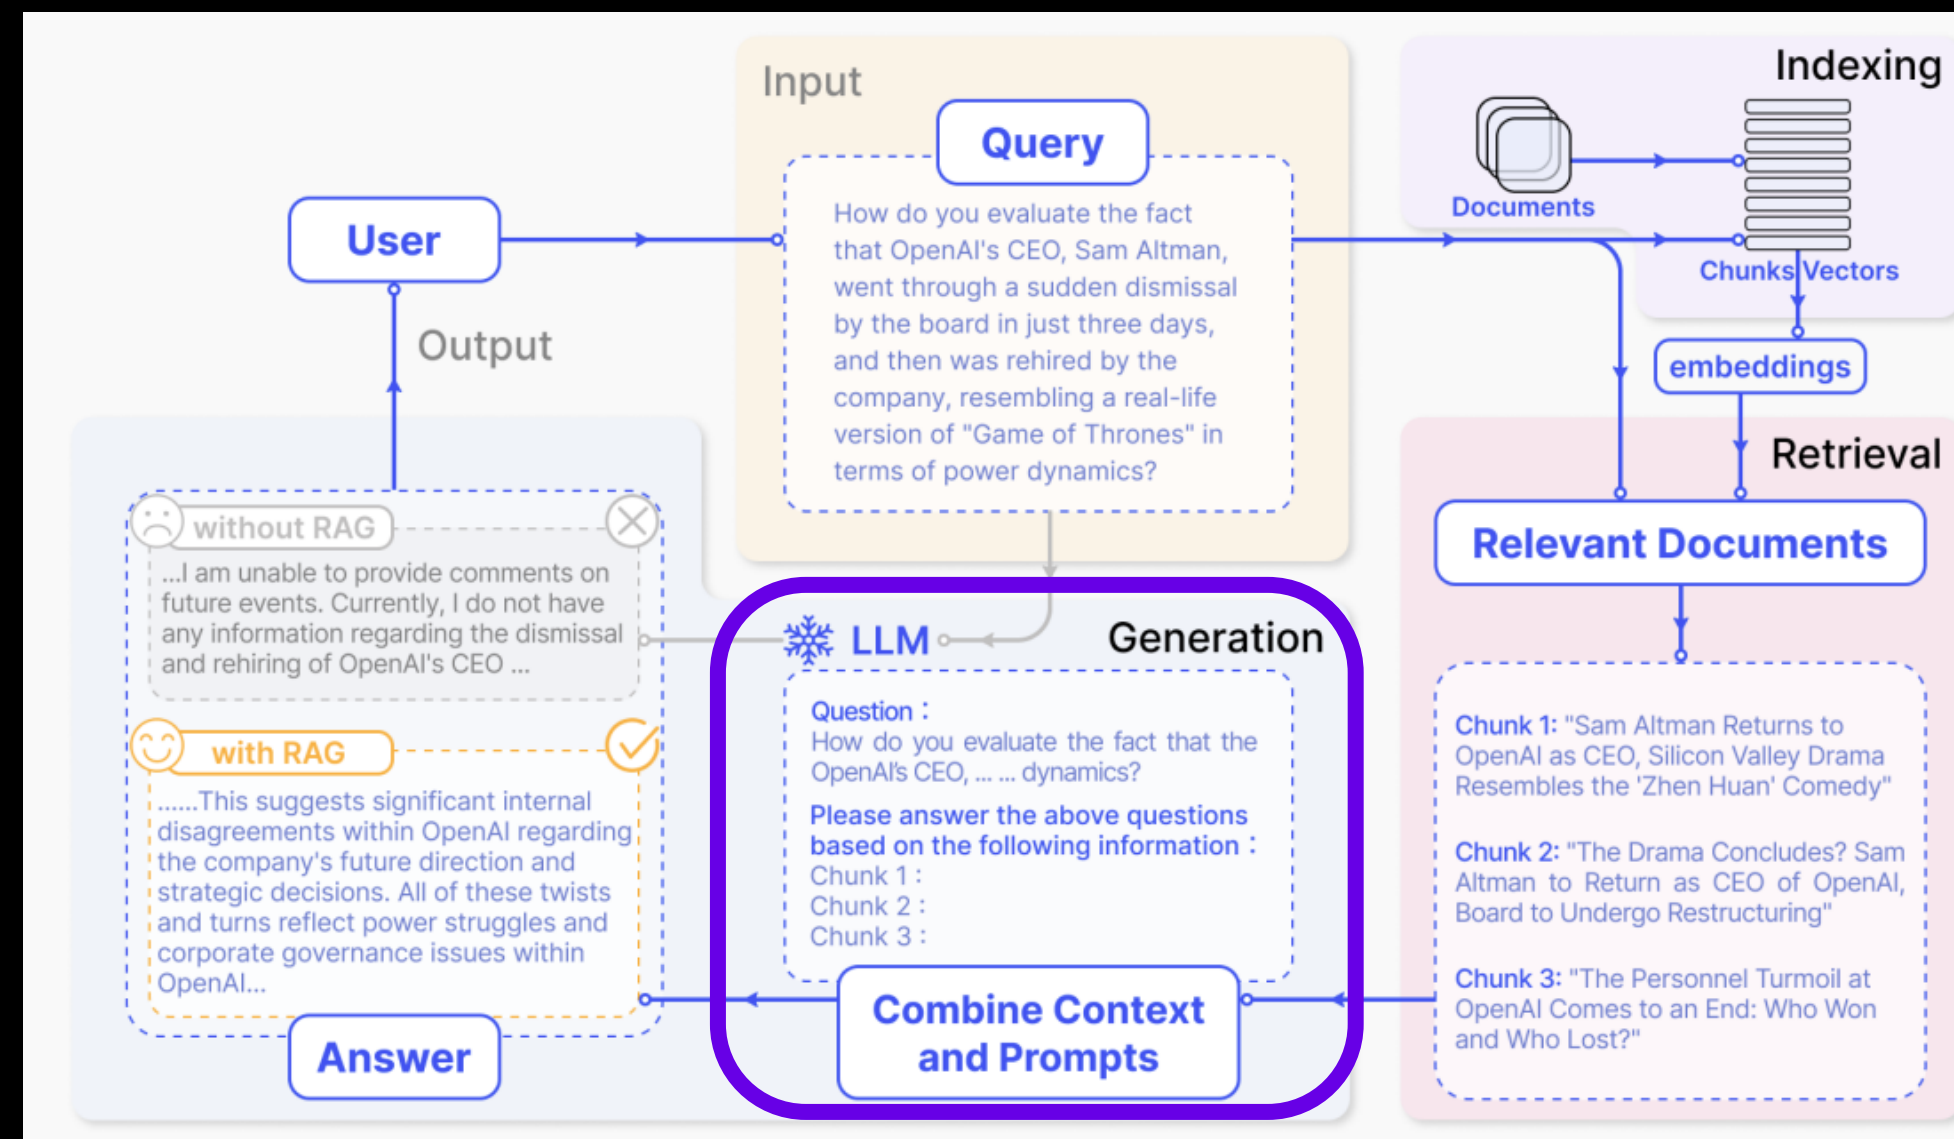 Input
Query
How do you evaluate the fact
that OpenAI's CEO, Sam Altman,
went through a sudden dismissal
by the board in just three days,
and then was rehired by the
company, resembling a real-life
version of "Game of Thrones" in
terms of power dynamics?
Indexing
Documents
Chunks Vectors
embeddings
User
Output
Retrieval
Relevant Documents
Chunk 1: "Sam Altman Returns to
OpenAI as CEO, Silicon Valley Drama
Resembles the 'Zhen Huan' Comedy"
Chunk 2: "The Drama Concludes? Sam
Altman to Return as CEO of OpenAI,
Board to Undergo Restructuring"
Chunk 3: "The Personnel Turmoil at
OpenAI Comes to an End: Who Won
and Who Lost?"
LLM
Generation
Question :
How do you evaluate the fact that the
OpenAI's CEO, ... ... dynamics?
Please answer the above questions
based on the following information :
Chunk 1 :
Chunk 2 :
Chunk 3 :
Combine Context
and Prompts
without RAG
...I am unable to provide comments on
future events. Currently, I do not have
any information regarding the dismissal
and rehiring of OpenAI's CEO ...
with RAG
......This suggests significant internal
disagreements within OpenAI regarding
the company's future direction and
strategic decisions. All of these twists
and turns reflect power struggles and
corporate governance issues within
OpenAI...
Answer